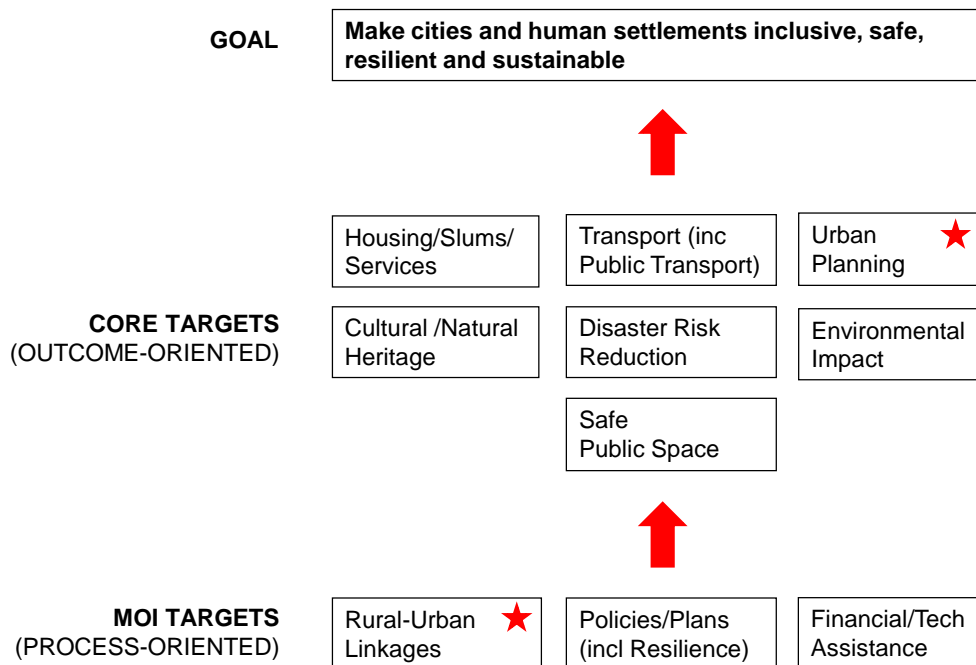 GOAL
Make cities and human settlements inclusive, safe,
resilient and sustainable
Housing/Slums/
Services
Transport (inc
Public Transport)
Urban
Planning
CORE TARGETS
(OUTCOME-ORIENTED)
Cultural /Natural
Heritage
Disaster Risk
Reduction
Environmental
Impact
Safe
Public Space
MOI TARGETS
(PROCESS-ORIENTED)
Rural-Urban
Linkages
Policies/Plans
(incl Resilience)
Financial/Tech
Assistance